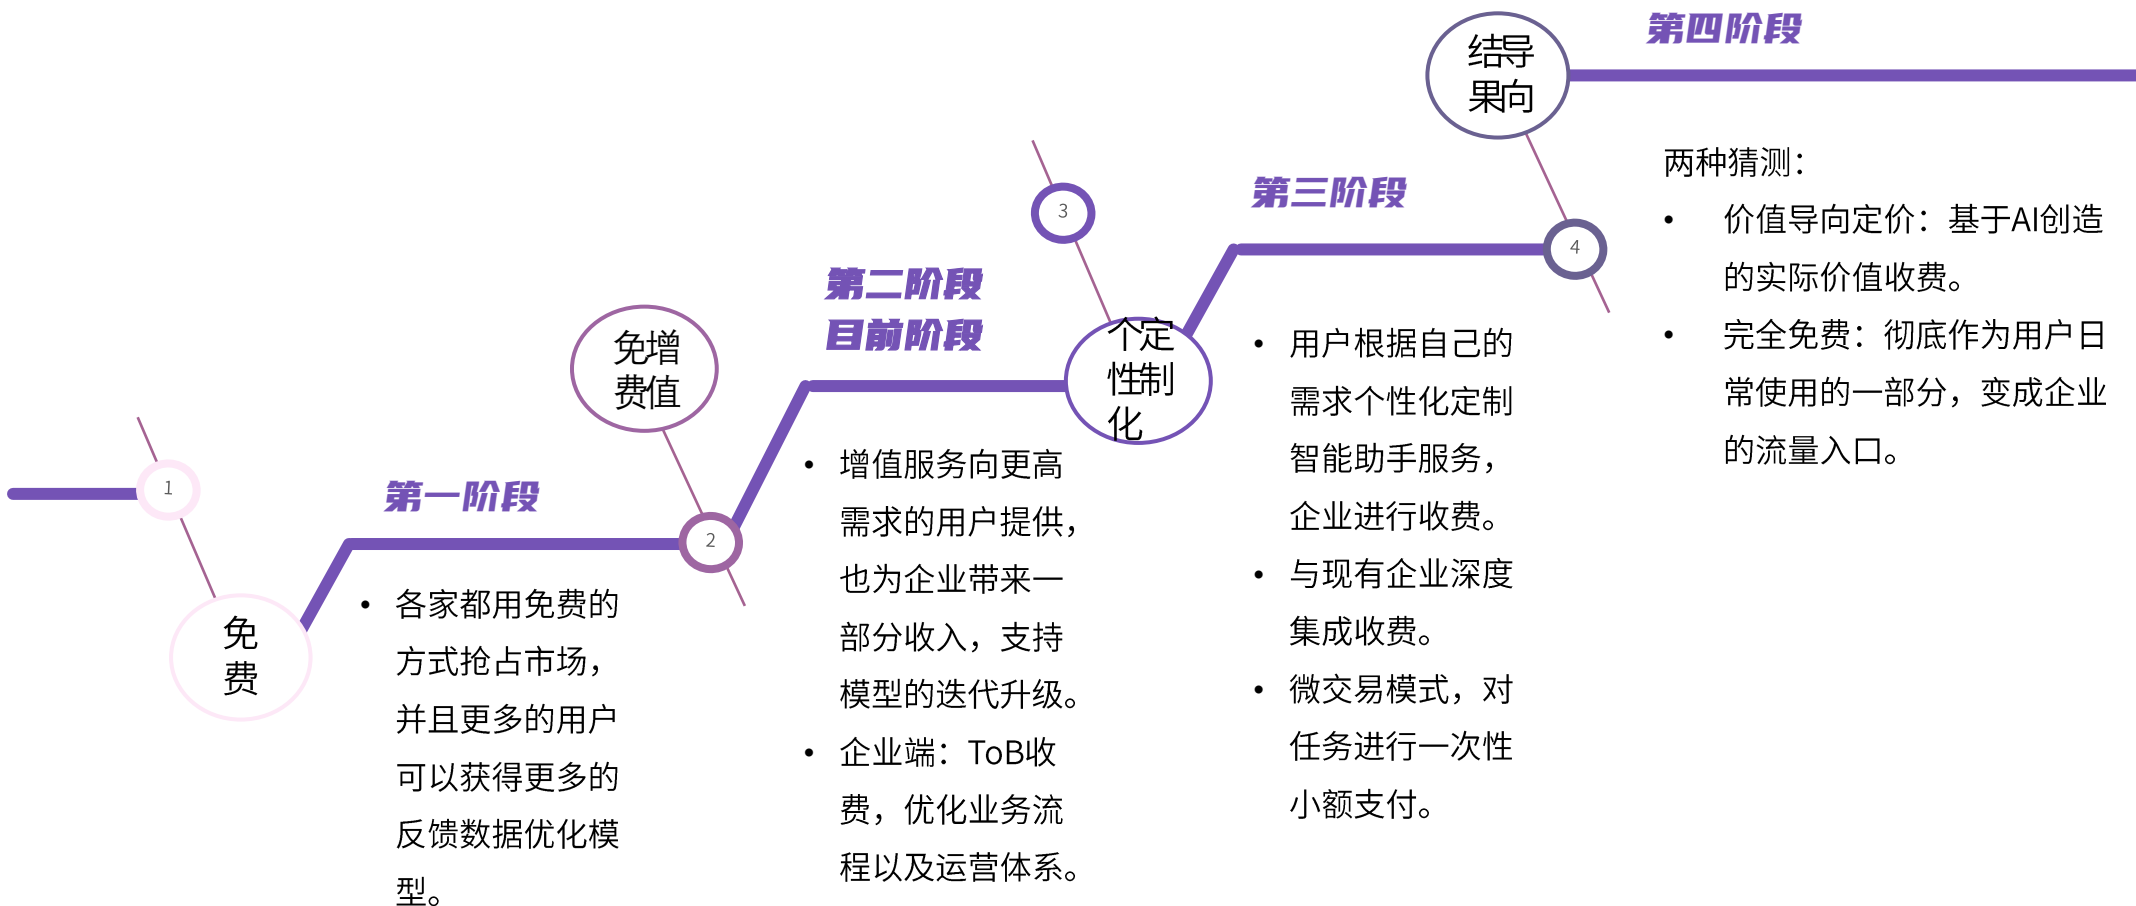 1
免
费
第一阶段
• 各家都用免费的
方式抢占市场，
并且更多的用户
可以获得更多的
反馈数据优化模
型。
免增
费值
2
第二阶段
目前阶段
• 增值服务向更高
需求的用户提供，
也为企业带来一
部分收入，支持
模型的迭代升级。
• 企业端：ToB收
费，优化业务流
程以及运营体系。
3
个定
性制
化
第三阶段
• 用户根据自己的
需求个性化定制
智能助手服务，
企业进行收费。
• 与现有企业深度
集成收费。
• 微交易模式，对
任务进行一次性
小额支付。
结导
果向
4
第四阶段
两种猜测：
• 价值导向定价：基于AI创造
的实际价值收费。
• 完全免费：彻底作为用户日
常使用的一部分，变成企业
的流量入口。